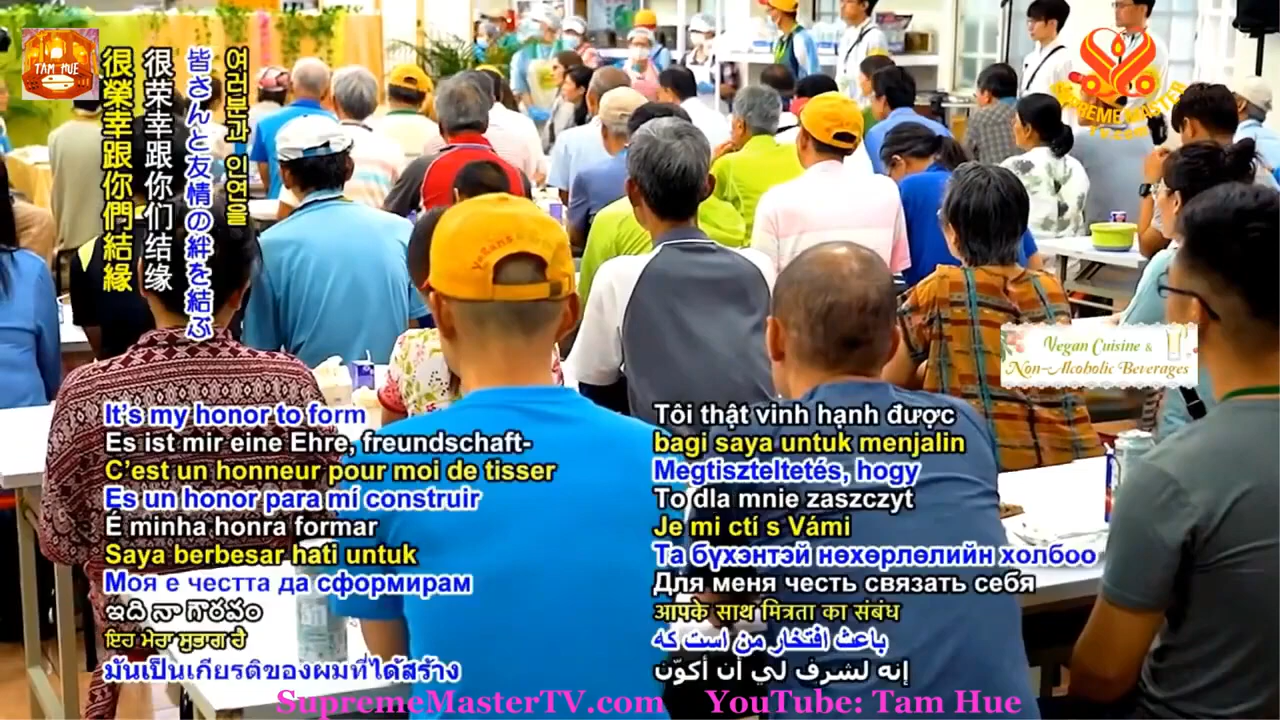 TAM HUE
很榮幸跟你們結緣
很荣幸跟你们结缘
皆さんと友情の絆を結ぶ
여러분과 인연을
SUPREME MASTER
TV.com
vegans
Vegan Cuisine &
Non-Alcoholic Beverages
It's my honor to form
Es ist mir eine Ehre, freundschaft-
C'est un honneur pour moi de tisser
Es un honor para mí construir
É minha honra formar
Saya berbesar hati untuk
Моя е честта да сформирам
ఇది నా గౌరవం
ਇਹ ਮੇਰਾ ਸੁਭਾਗ ਹੈ
มันเป็นเกียรติของผมที่ได้สร้าง
Tôi thật vinh hạnh được
bagi saya untuk menjalin
Megtiszteltetés, hogy
To dla mnie zaszczyt
Je mi ctí s Vámi
Та бүхэнтэй нөхөрлөлийн холбоо
Для меня честь связать себя
आपके साथ मित्रता का संबंध
باعث افتخار من است که
إنه لشرف لي أن أكوّن
SupremeMasterTV.com YouTube: Tam Hue